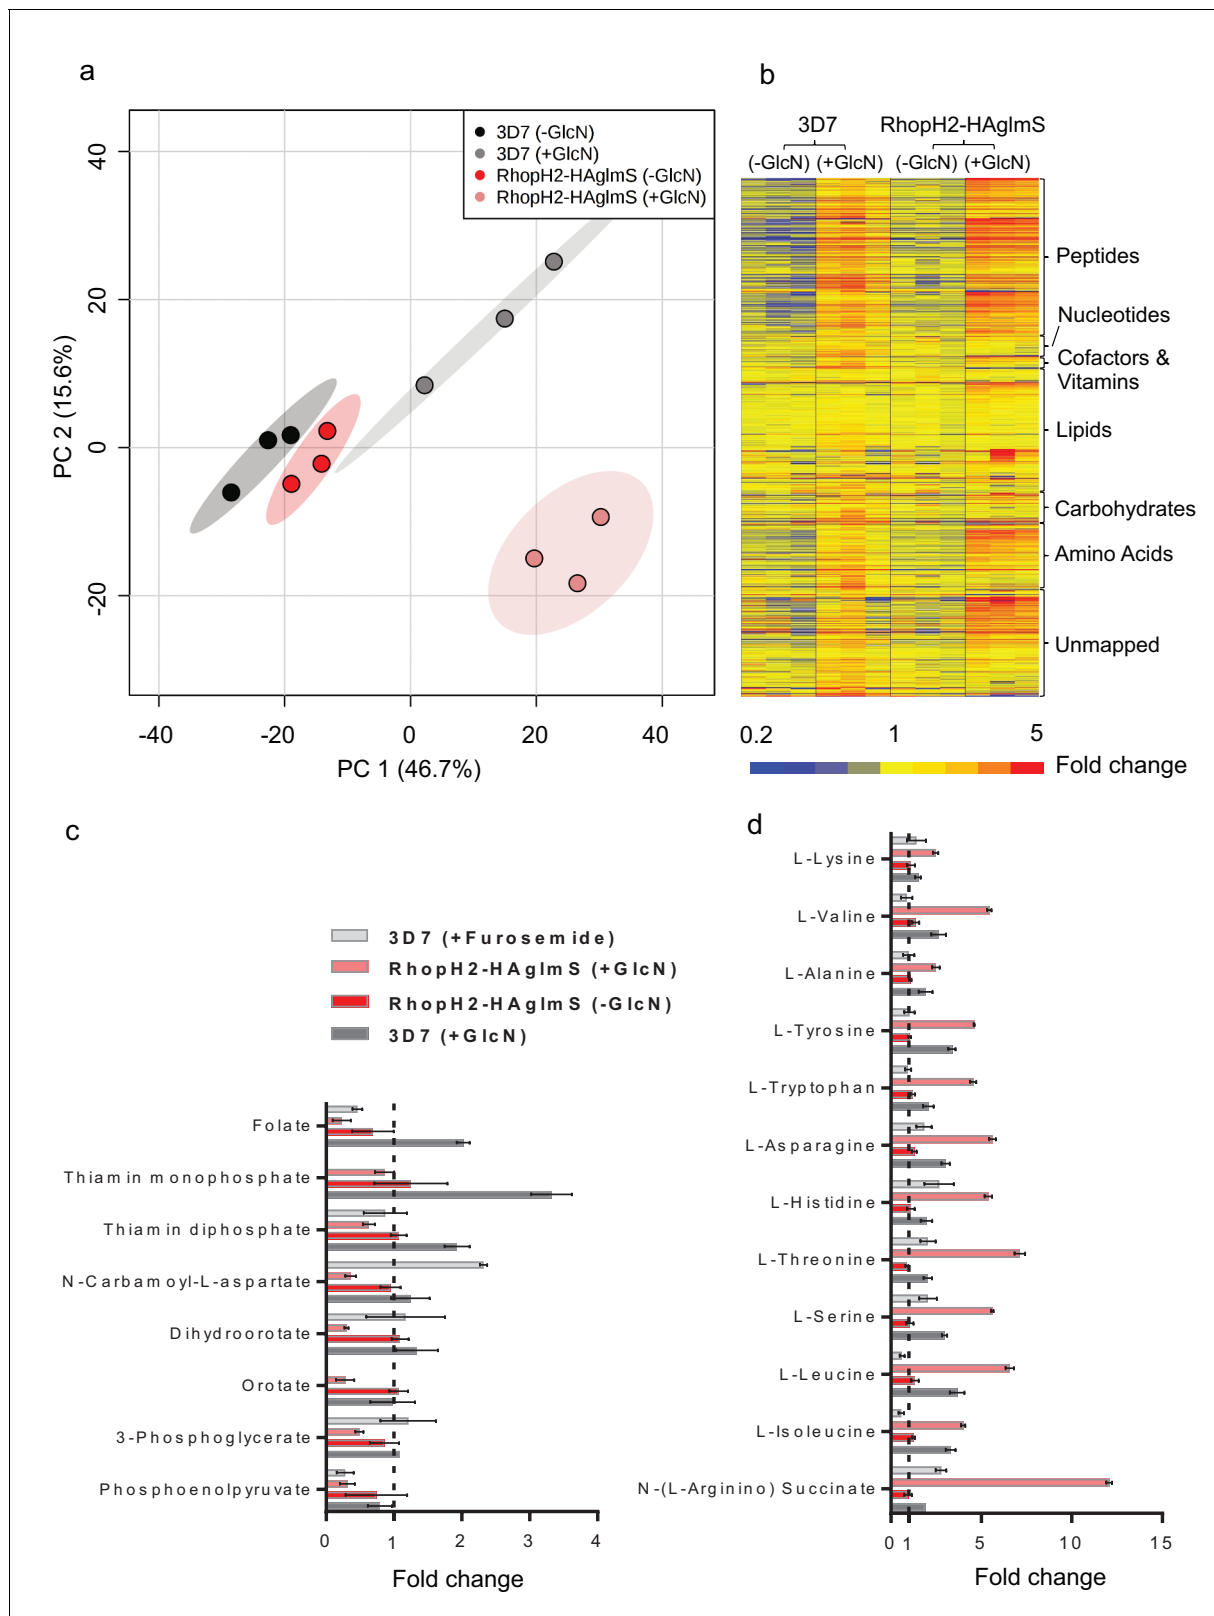 a
40
20
0
-20
-40
-20
0
20
40
PC 2 (15.6%)
PC 1 (46.7%)
3D7 (-GlcN)
3D7 (+GlcN)
RhopH2-HAglmS (-GlcN)
RhopH2-HAglmS (+GlcN)
b
3D7 RhopH2-HAglmS
(-GlcN) (+GlcN) (-GlcN) (+GlcN)
Peptides
Nucleotides
Cofactors &
Vitamins
Lipids
Carbohydrates
Amino Acids
Unmapped
0.2 1 5
Fold change
c
3D7 (+Furosemide)
RhopH2-HAglmS (+GlcN)
RhopH2-HAglmS (-GlcN)
3D7 (+GlcN)
Folate
Thiamin monophosphate
Thiamin diphosphate
N-Carbamoyl-L-aspartate
Dihydroorotate
Orotate
3-Phosphoglycerate
Phosphoenolpyruvate
0 1 2 3 4
Fold change
d
L-Lysine
L-Valine
L-Alanine
L-Tyrosine
L-Tryptophan
L-Asparagine
L-Histidine
L-Threonine
L-Serine
L-Leucine
L-Isoleucine
N-(L-Arginino) Succinate
0 1 5 10 15
Fold change